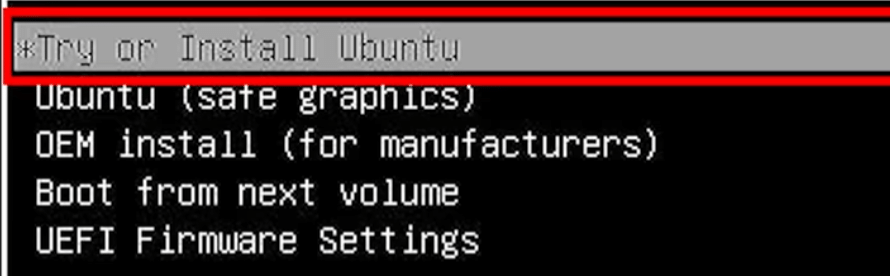 *Try or Install Ubuntu
Ubuntu (safe graphics)
OEM install (for manufacturers)
Boot from next volume
UEFI Firmware Settings